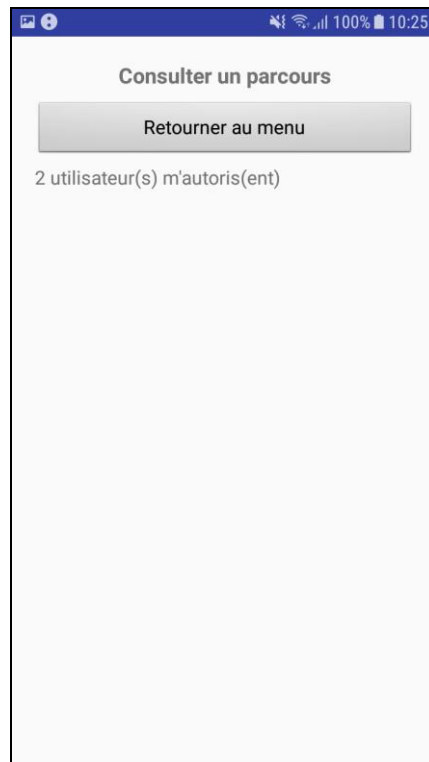 100% 10:25
Consulter un parcours
Retourner au menu
2 utilisateur(s) m'autoris(ent)